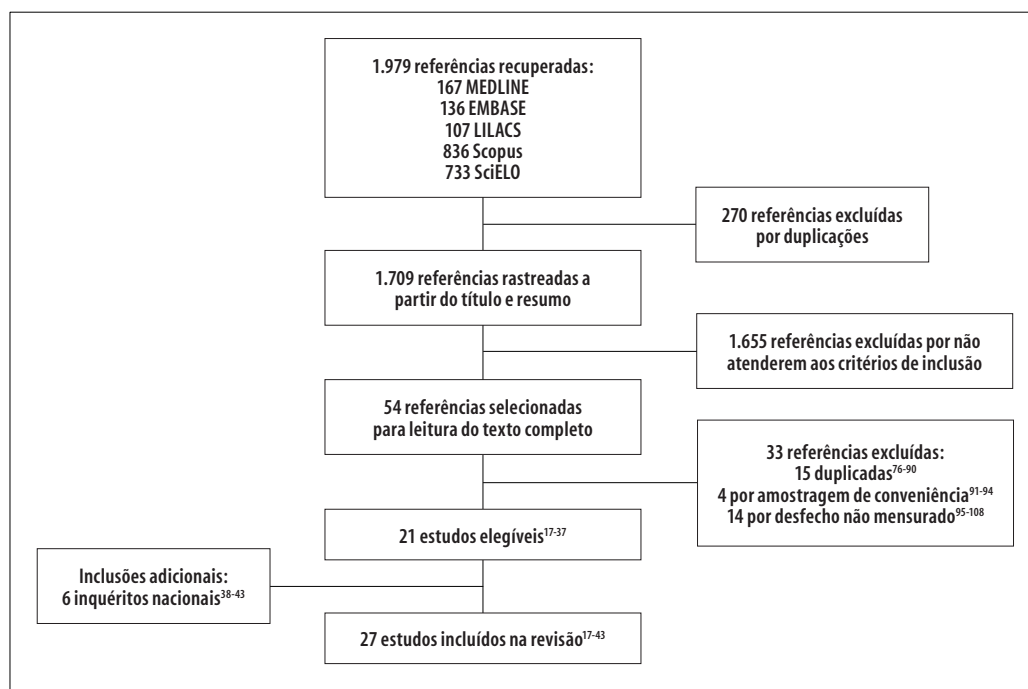 1.979 referências recuperadas:
167 MEDLINE
136 EMBASE
107 LILACS
836 Scopus
733 SciELO
270 referências excluídas
por duplicações
1.709 referências rastreadas a
partir do título e resumo
1.655 referências excluídas por não
atenderem aos critérios de inclusão
54 referências selecionadas
para leitura do texto completo
33 referências excluídas:
15 duplicadas76-90
4 por amostragem de conveniência91-94
14 por desfecho não mensurado95-108
21 estudos elegíveis17-37
Inclusões adicionais:
6 inquéritos nacionais38-43
27 estudos incluídos na revisão17-43